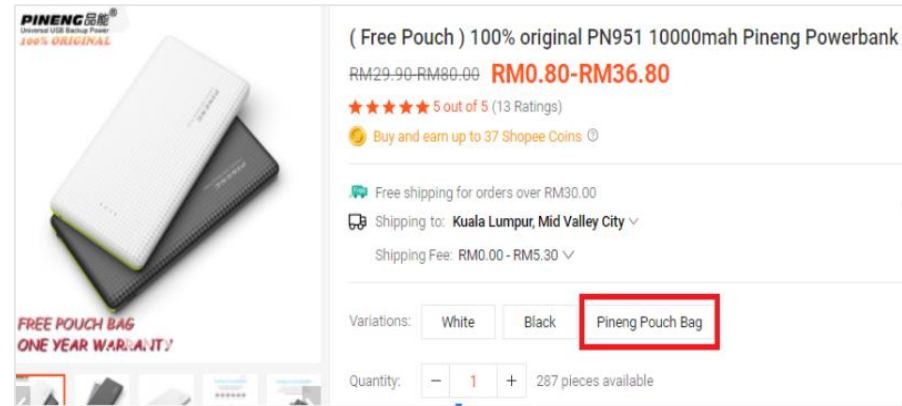 PINENG品能®
Universal USB Backup Power
100% ORIGINAL
PINENG
PINENG
FREE POUCH BAG
ONE YEAR WARRANTY
( Free Pouch ) 100% original PN951 10000mah Pineng Powerbank
RM29.90-RM80.00 RM0.80-RM36.80
5 out of 5 (13 Ratings)
Buy and earn up to 37 Shopee Coins
Free shipping for orders over RM30.00
Shipping to: Kuala Lumpur, Mid Valley City
Shipping Fee: RM0.00 - RM5.30
Variations: White Black Pineng Pouch Bag
Quantity: − 1 + 287 pieces available